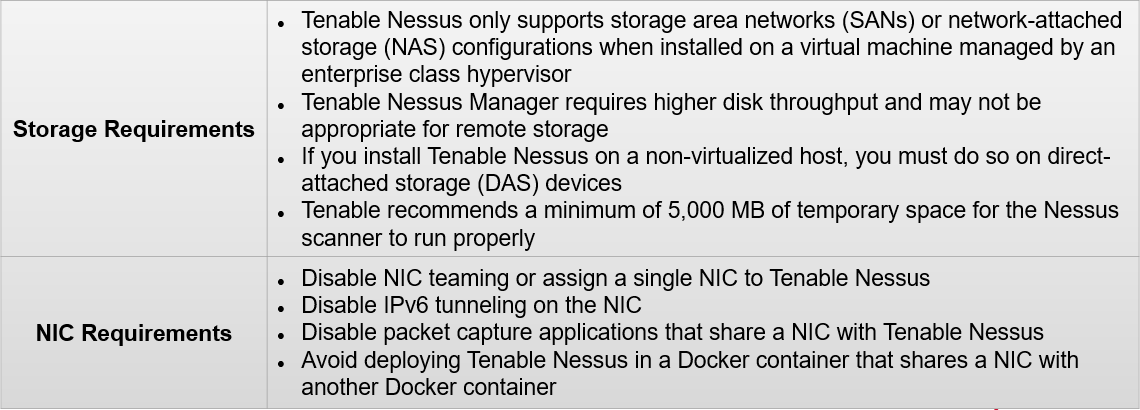 Storage Requirements
• Tenable Nessus only supports storage area networks (SANs) or network-attached
storage (NAS) configurations when installed on a virtual machine managed by an
enterprise class hypervisor
• Tenable Nessus Manager requires higher disk throughput and may not be
appropriate for remote storage
• If you install Tenable Nessus on a non-virtualized host, you must do so on direct-
attached storage (DAS) devices
• Tenable recommends a minimum of 5,000 MB of temporary space for the Nessus
scanner to run properly
NIC Requirements
• Disable NIC teaming or assign a single NIC to Tenable Nessus
• Disable IPv6 tunneling on the NIC
• Disable packet capture applications that share a NIC with Tenable Nessus
• Avoid deploying Tenable Nessus in a Docker container that shares a NIC with
another Docker container